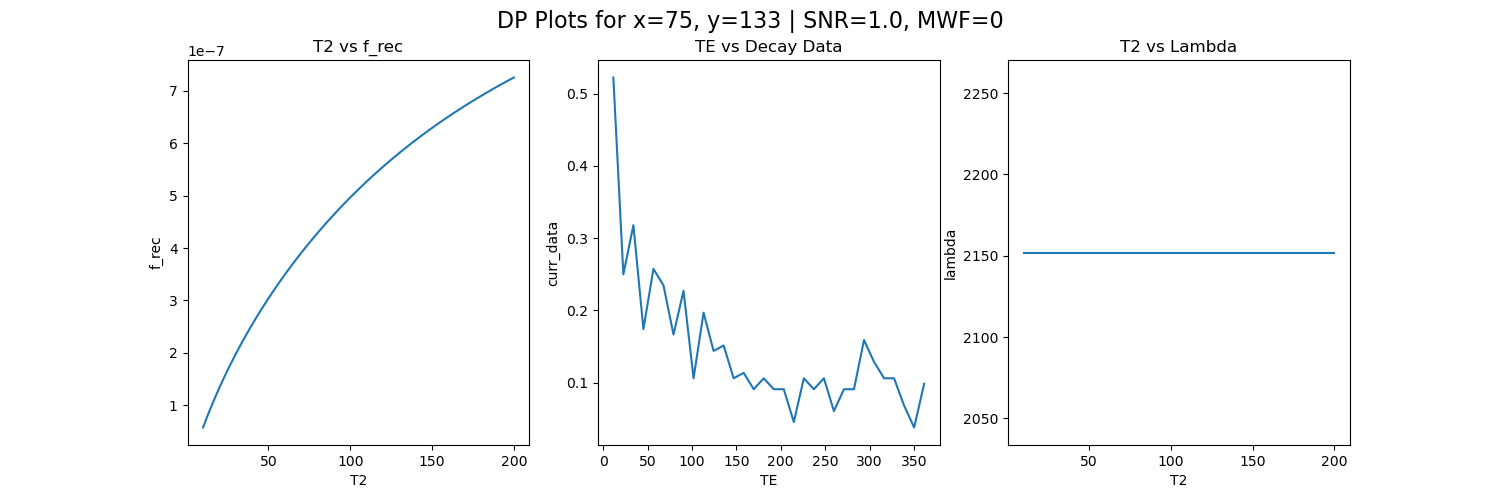 DP Plots for x=75, y=133 | SNR=1.0, MWF=0
T2 vs f_rec
1e−7
7
6
5
4
3
2
1
f_rec
50 100 150 200
T2
TE vs Decay Data
0.5
0.4
0.3
0.2
0.1
curr_data
0 50 100 150 200 250 300 350
TE
T2 vs Lambda
2250
2200
2150
2100
2050
lambda
50 100 150 200
T2